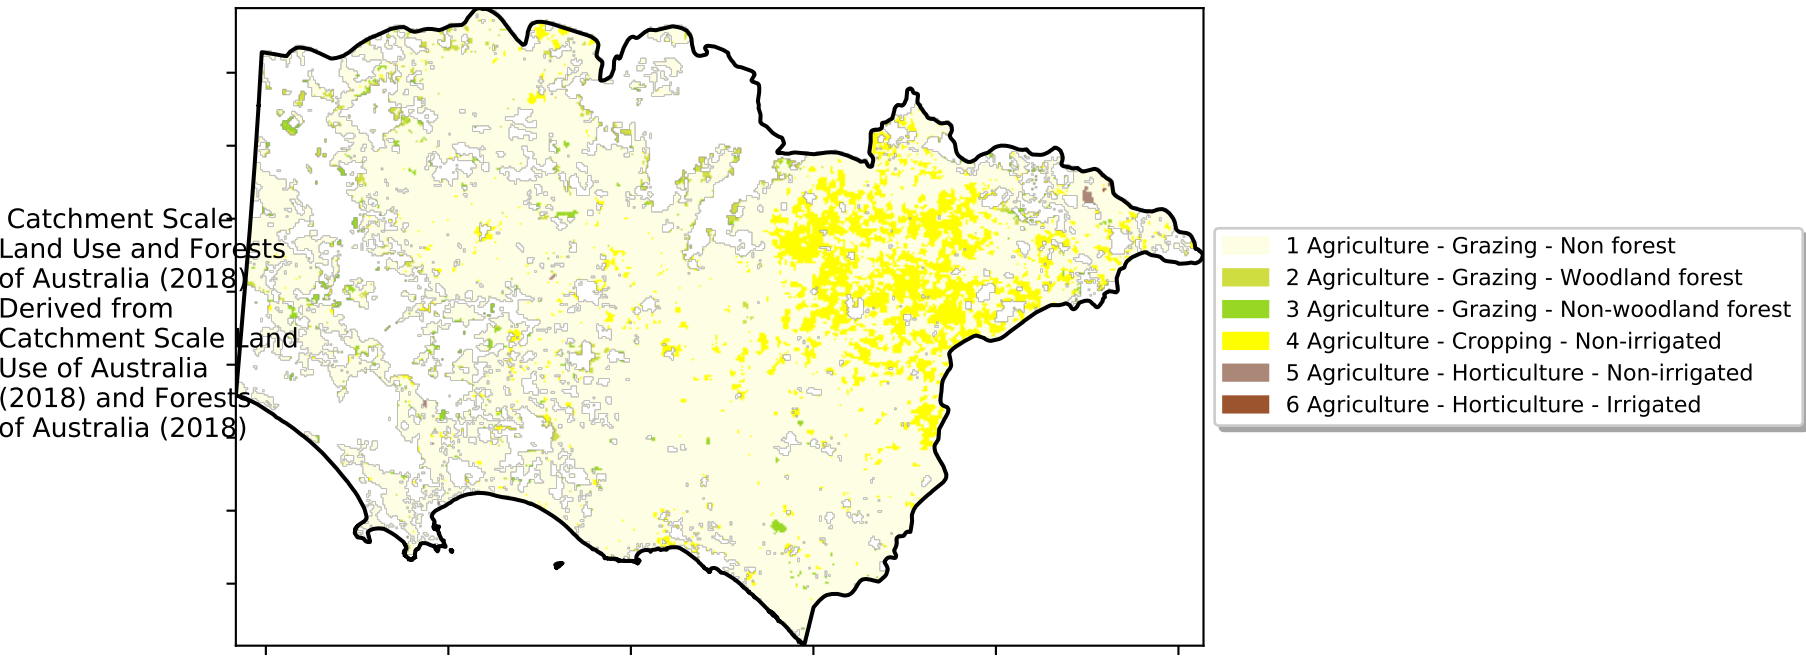 Catchment Scale
Land Use and Forests
of Australia (2018)
Derived from
Catchment Scale Land
Use of Australia
(2018) and Forests
of Australia (2018)
1 Agriculture - Grazing - Non forest
2 Agriculture - Grazing - Woodland forest
3 Agriculture - Grazing - Non-woodland forest
4 Agriculture - Cropping - Non-irrigated
5 Agriculture - Horticulture - Non-irrigated
6 Agriculture - Horticulture - Irrigated